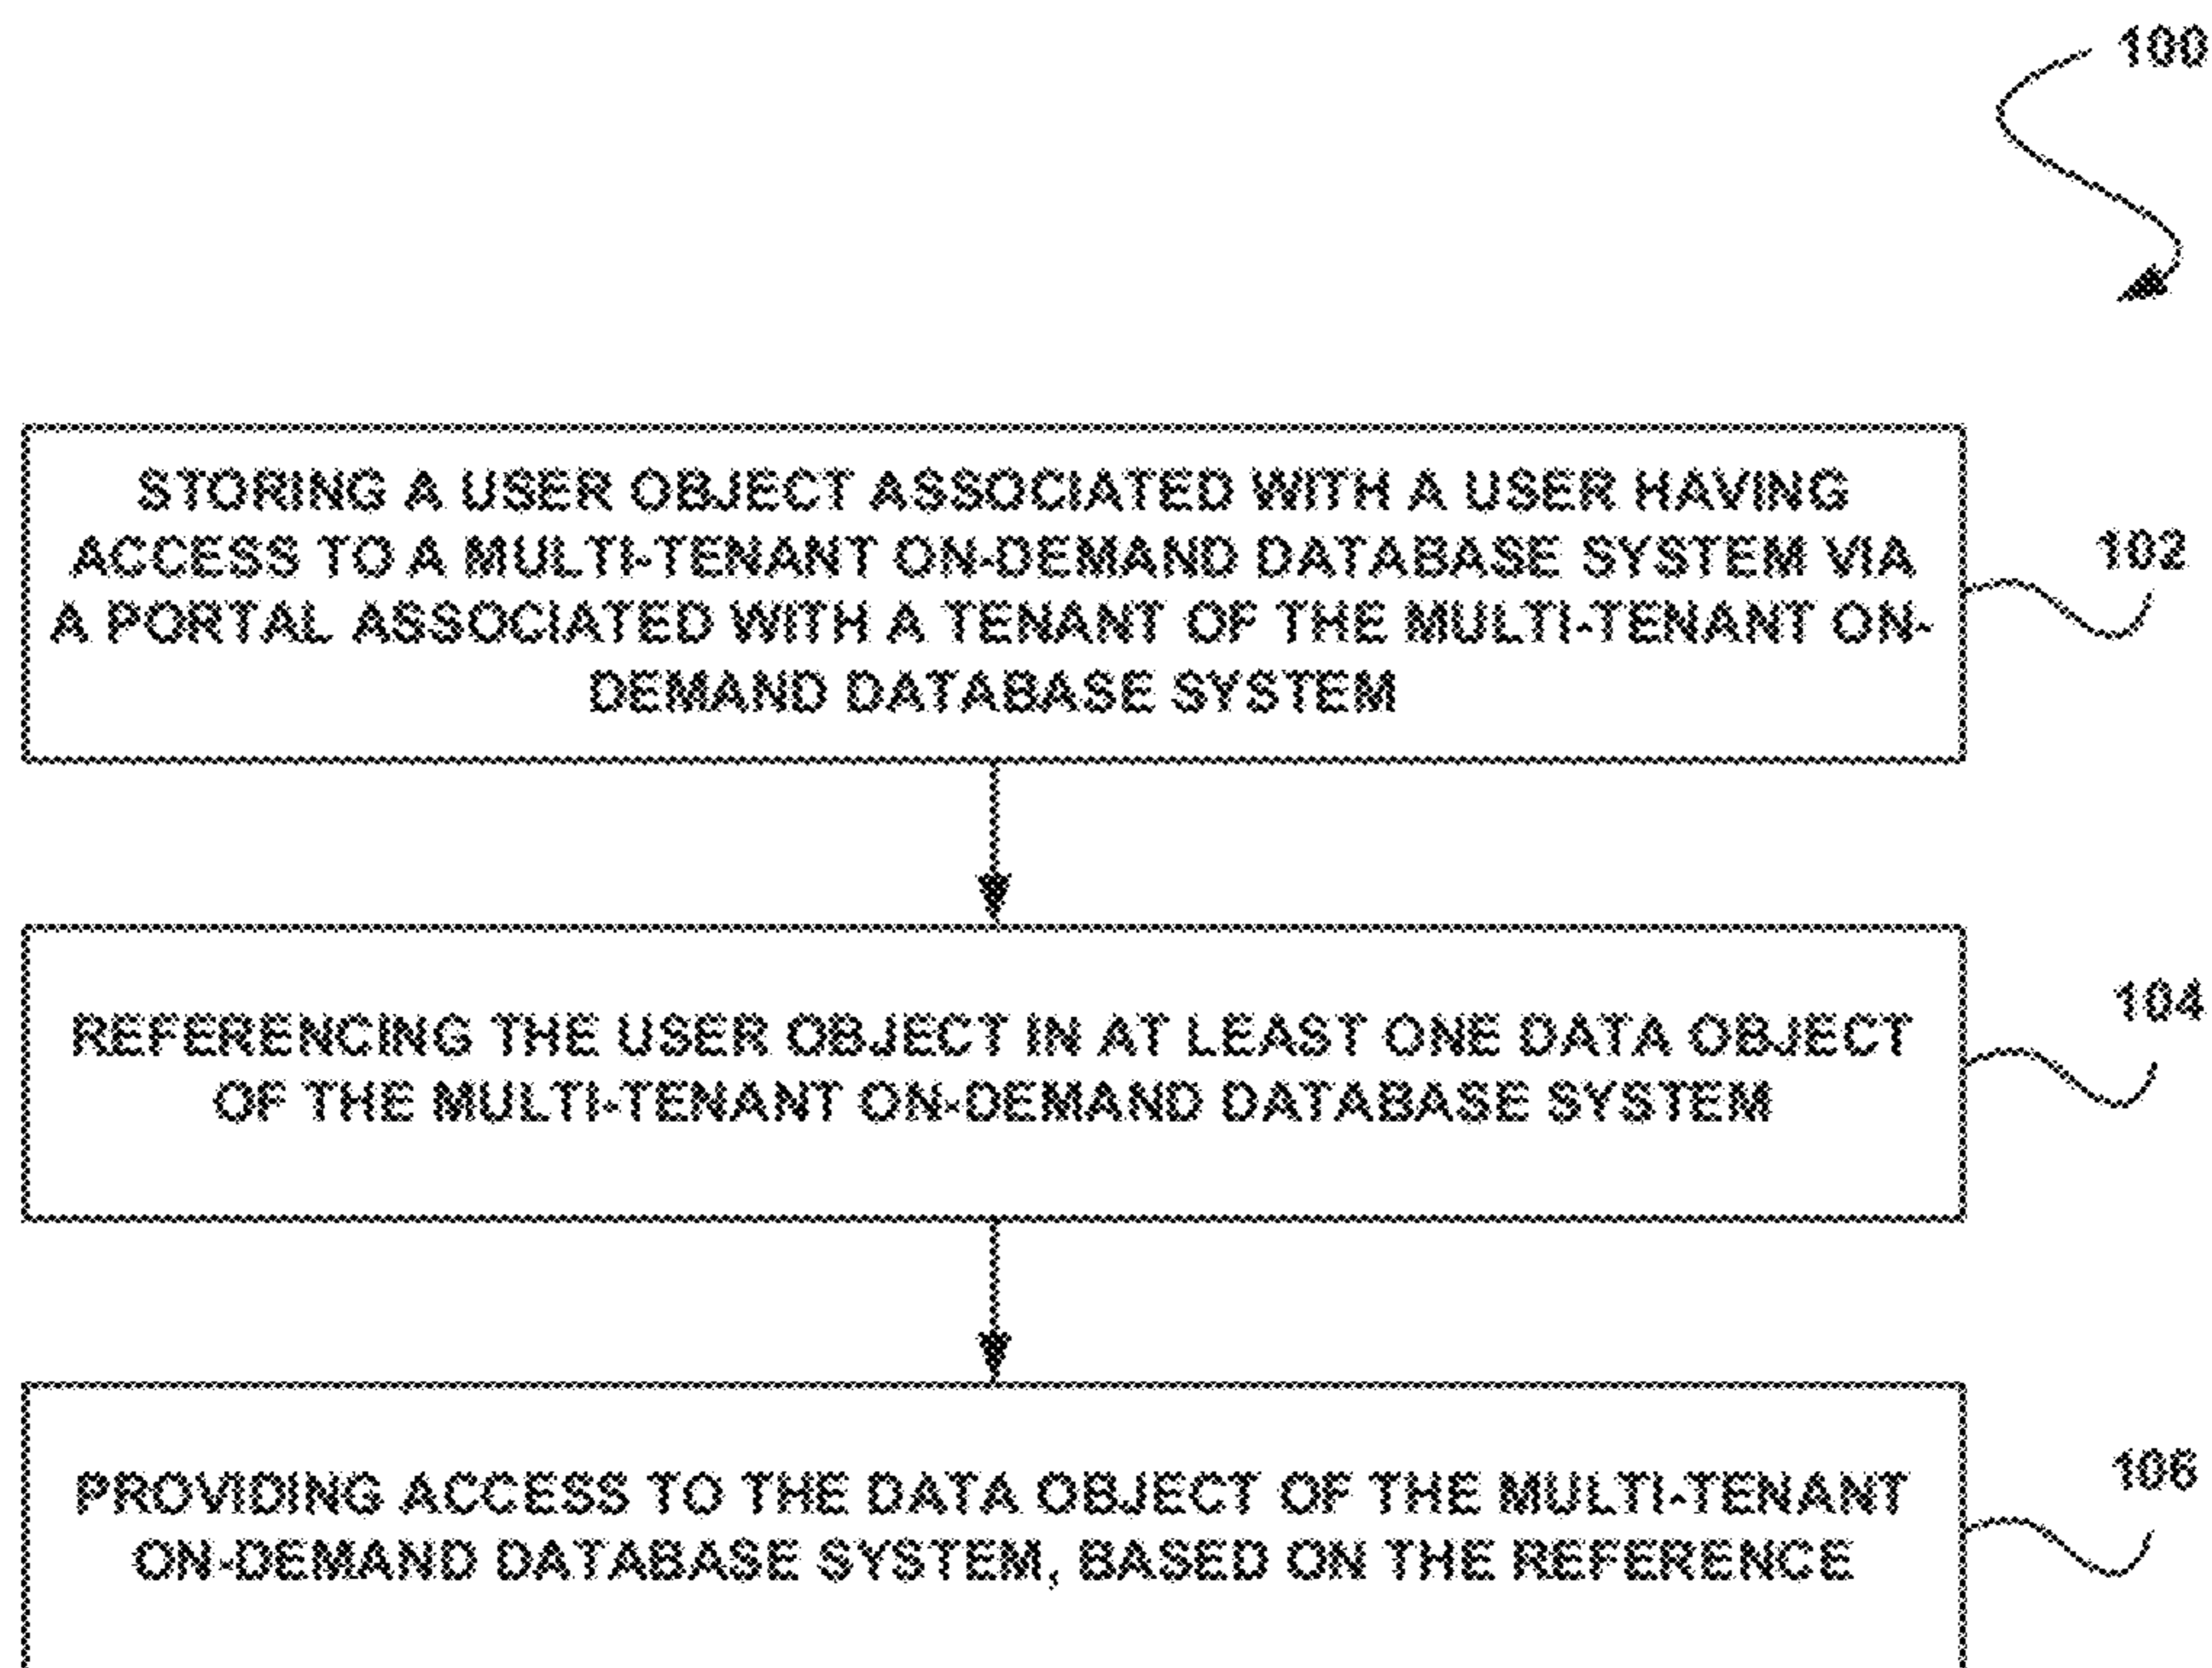 100
STORING A USER OBJECT ASSOCIATED WITH A USER HAVING
ACCESS TO A MULTI-TENANT ON-DEMAND DATABASE SYSTEM VIA
A PORTAL ASSOCIATED WITH A TENANT OF THE MULTI-TENANT ON-
DEMAND DATABASE SYSTEM
102
REFERENCING THE USER OBJECT IN AT LEAST ONE DATA OBJECT
OF THE MULTI-TENANT ON-DEMAND DATABASE SYSTEM
104
PROVIDING ACCESS TO THE DATA OBJECT OF THE MULTI-TENANT
ON-DEMAND DATABASE SYSTEM, BASED ON THE REFERENCE
106